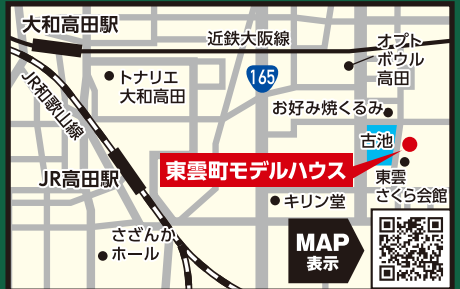 大和高田駅
近鉄大阪線
オプト
ボウル
高田
トナリエ
大和高田
165
JR和歌山線
お好み焼くるみ
古池
東雲町モデルハウス
JR高田駅
東雲
さくら会館
キリン堂
さざんか
ホール
MAP
表示